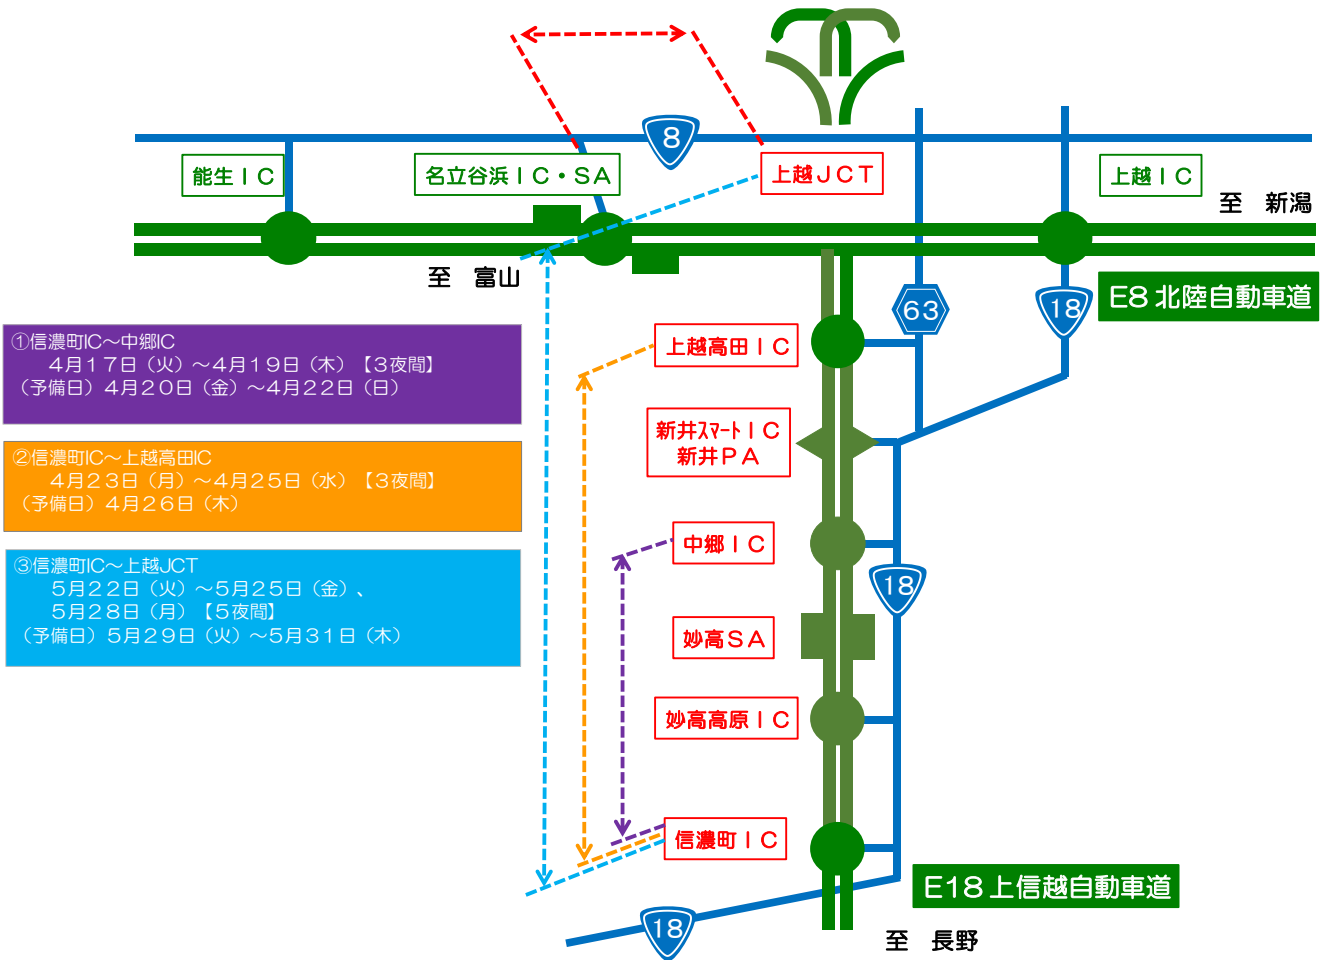 8
能生ＩＣ
名立谷浜ＩＣ・ＳＡ
上越ＪＣＴ
上越ＩＣ
至　新潟
至　富山
E8 北陸自動車道
63
18
①信濃町IC～中郷IC
４月１７日（火）～４月１９日（木）【３夜間】
（予備日）４月２０日（金）～４月２２日（日）
②信濃町IC～上越高田IC
４月２３日（月）～４月２５日（水）【３夜間】
（予備日）４月２６日（木）
③信濃町IC～上越JCT
５月２２日（火）～５月２５日（金）、
５月２８日（月）【５夜間】
（予備日）５月２９日（火）～５月３１日（木）
上越高田ＩＣ
新井ｽﾏｰﾄＩＣ
新井ＰＡ
中郷ＩＣ
18
妙高ＳＡ
妙高高原ＩＣ
信濃町ＩＣ
E18 上信越自動車道
18
至　長野